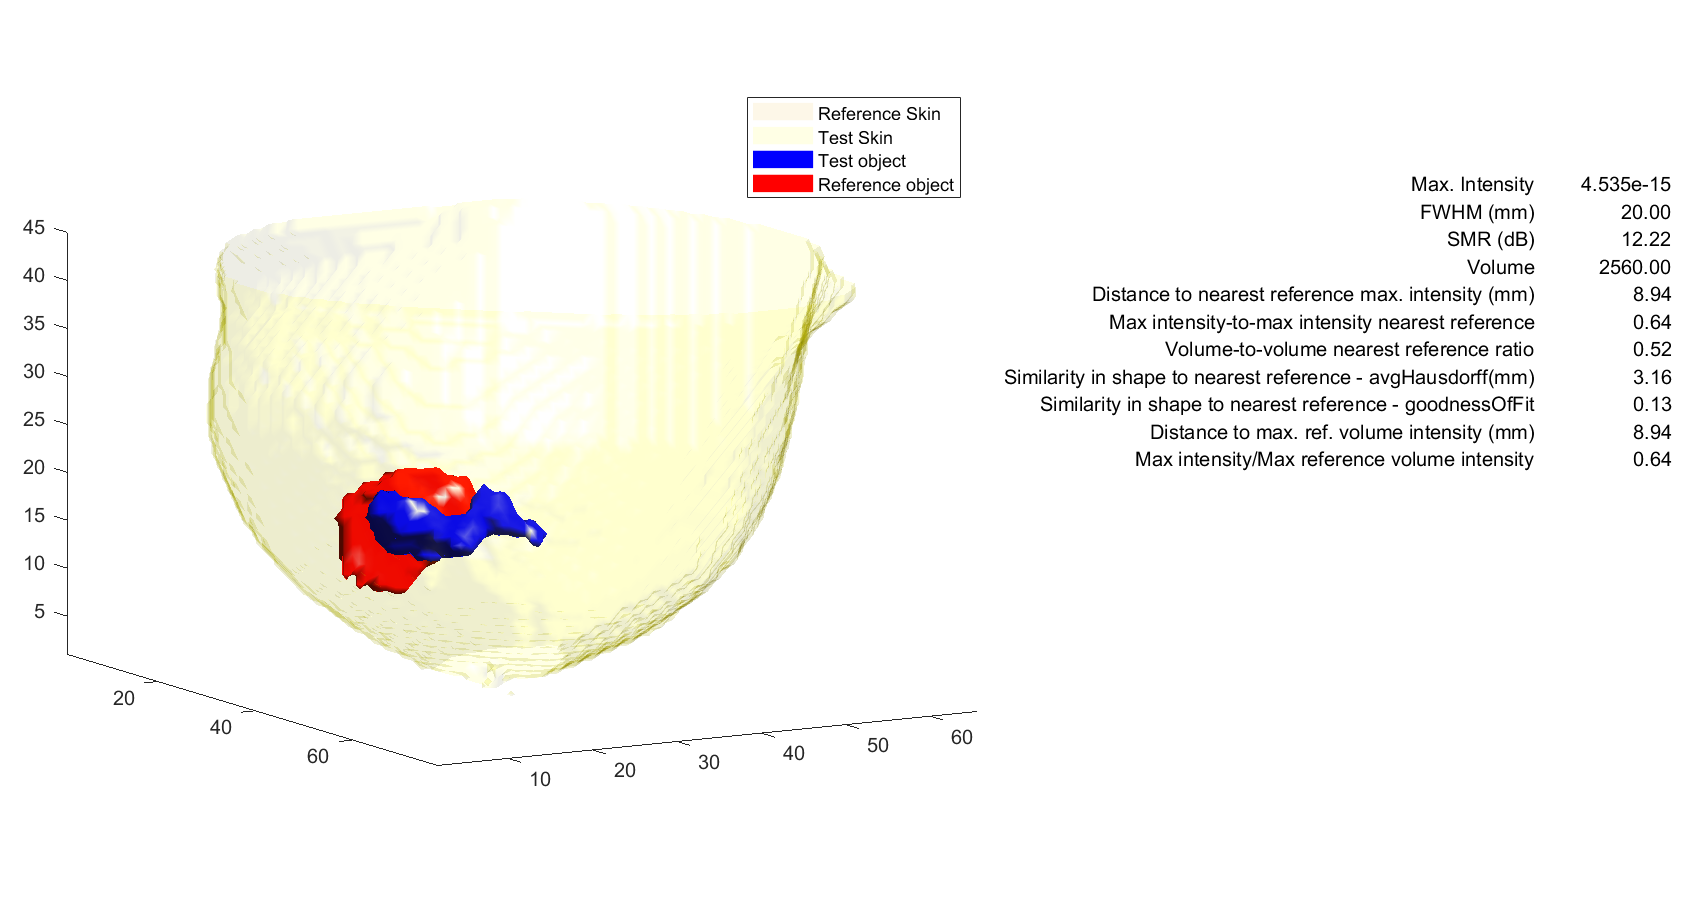 Reference Skin
Test Skin
Test object
Reference object
Max. Intensity 4.535e-15
FWHM (mm) 20.00
SMR (dB) 12.22
Volume 2560.00
Distance to nearest reference max. intensity (mm) 8.94
Max intensity-to-max intensity nearest reference 0.64
Volume-to-volume nearest reference ratio 0.52
Similarity in shape to nearest reference - avgHausdorff(mm) 3.16
Similarity in shape to nearest reference - goodnessOfFit 0.13
Distance to max. ref. volume intensity (mm) 8.94
Max intensity/Max reference volume intensity 0.64
45
40
35
30
25
20
15
10
5
20
40
60
10
20
30
40
50
60